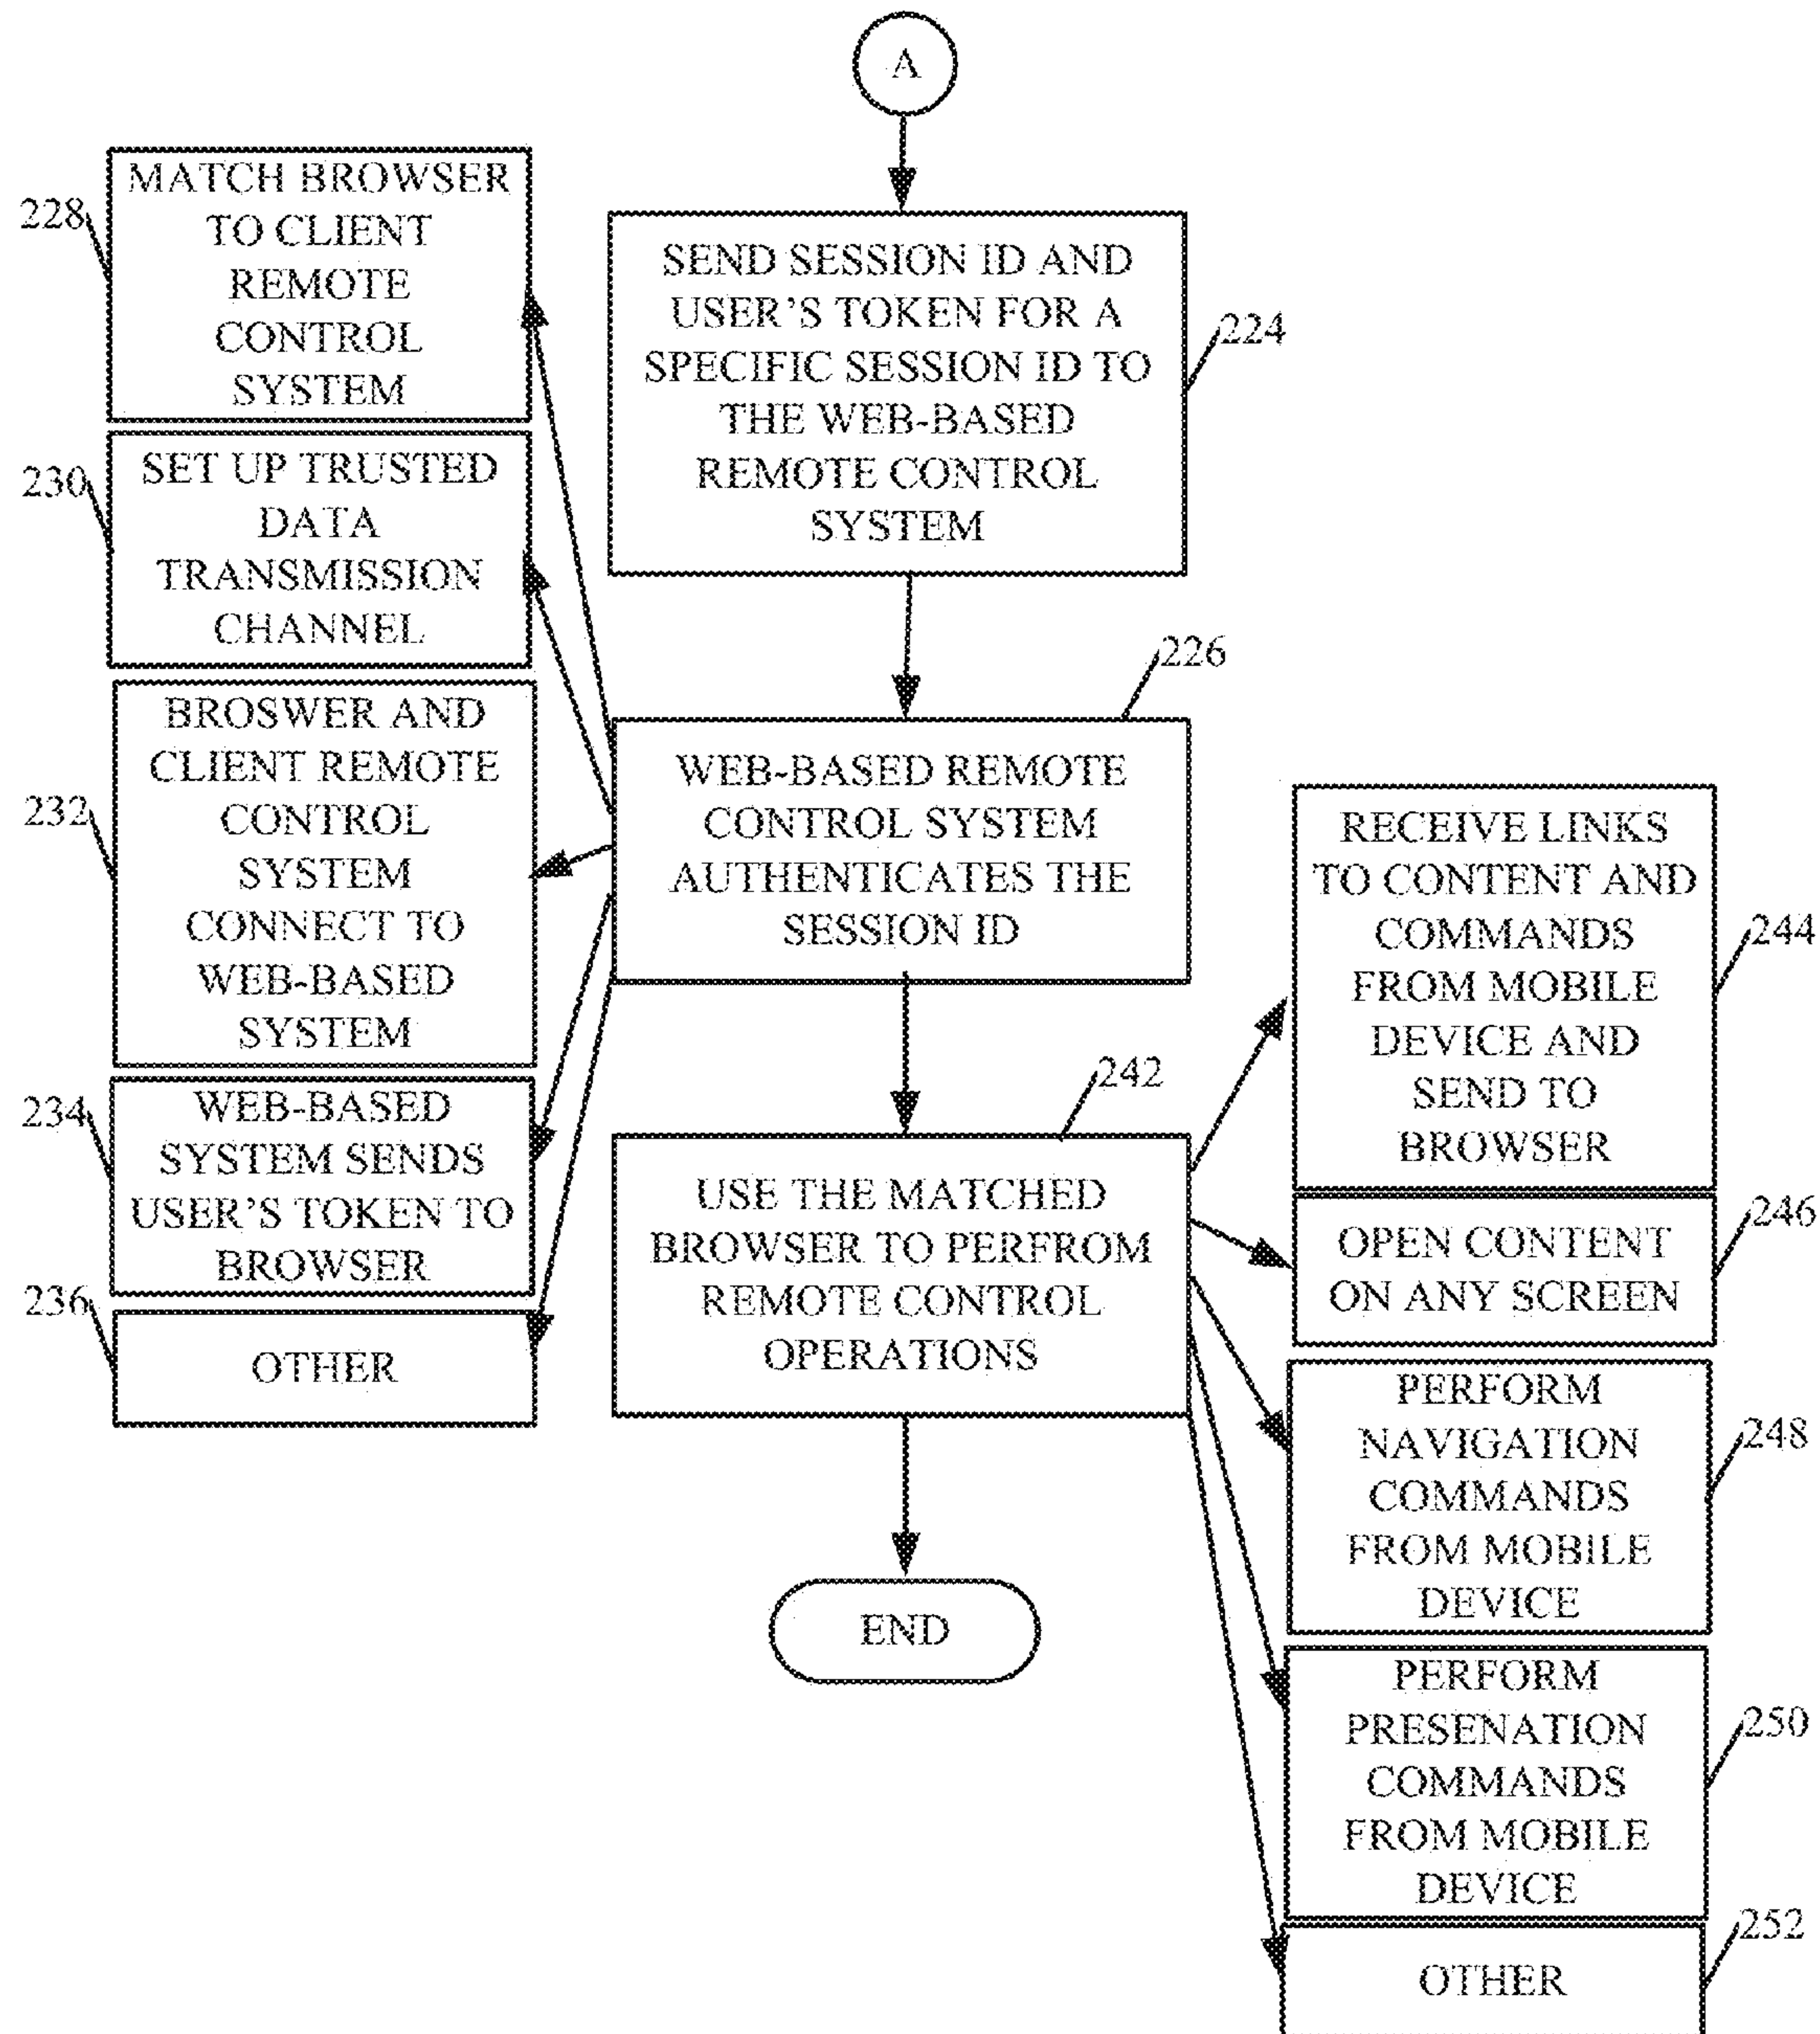 A
MATCH BROWSER
TO CLIENT
REMOTE
CONTROL
SYSTEM
228
SEND SESSION ID AND
USER'S TOKEN FOR A
SPECIFIC SESSION ID TO
THE WEB-BASED
REMOTE CONTROL
SYSTEM
224
SET UP TRUSTED
DATA
TRANSMISSION
CHANNEL
230
BROSWER AND
CLIENT REMOTE
CONTROL
SYSTEM
CONNECT TO
WEB-BASED
SYSTEM
232
WEB-BASED REMOTE
CONTROL SYSTEM
AUTHENTICATES THE
SESSION ID
226
WEB-BASED
SYSTEM SENDS
USER'S TOKEN TO
BROWSER
234
OTHER
236
USE THE MATCHED
BROWSER TO PERFROM
REMOTE CONTROL
OPERATIONS
242
RECEIVE LINKS
TO CONTENT AND
COMMANDS
FROM MOBILE
DEVICE AND
SEND TO
BROWSER
244
OPEN CONTENT
ON ANY SCREEN
246
PERFORM
NAVIGATION
COMMANDS
FROM MOBILE
DEVICE
248
PERFORM
PRESENATION
COMMANDS
FROM MOBILE
DEVICE
250
OTHER
252
END